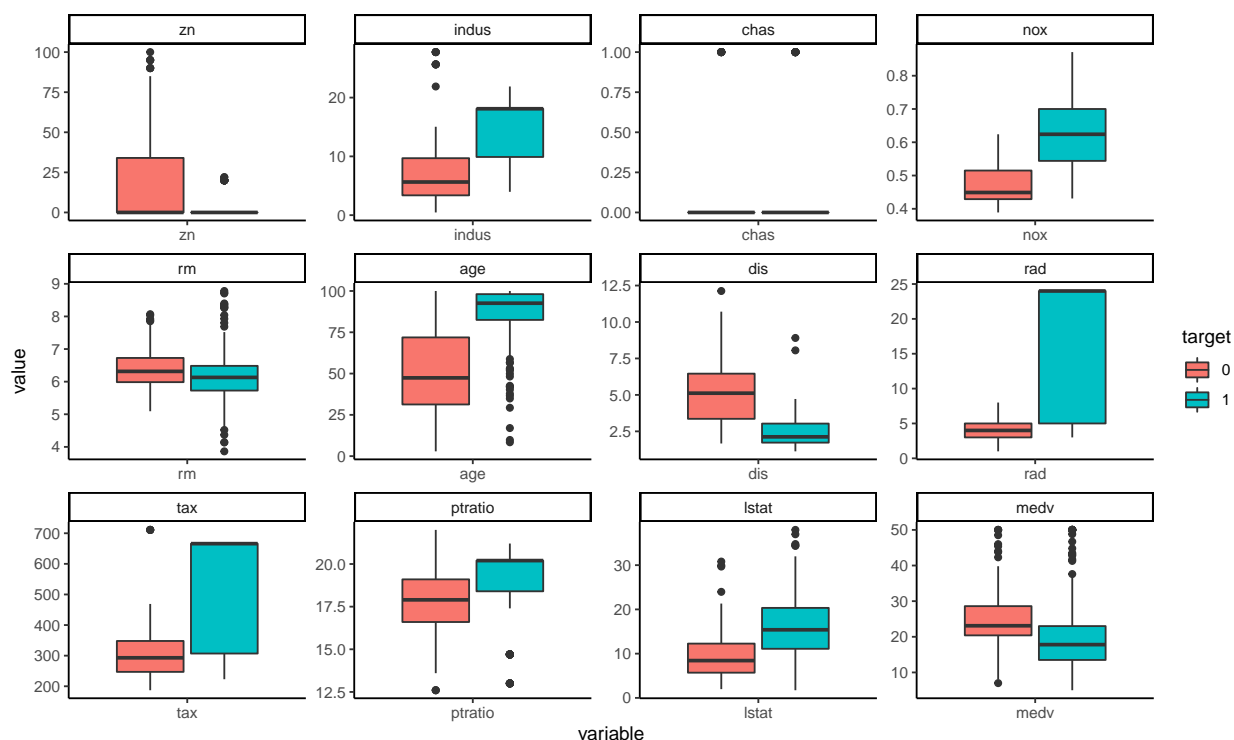 zn
indus
chas
nox
100
75
50
25
0
20
10
0
1.00
0.75
0.50
0.25
0.00
0.8
0.7
0.6
0.5
0.4
zn
indus
chas
nox
rm
age
dis
rad
9
8
7
6
5
4
100
75
50
25
0
12.5
10.0
7.5
5.0
2.5
25
20
15
10
5
0
rm
age
dis
rad
tax
ptratio
lstat
medv
700
600
500
400
300
200
20.0
17.5
15.0
12.5
30
20
10
0
50
40
30
20
10
tax
ptratio
lstat
medv
value
variable
target
0
1